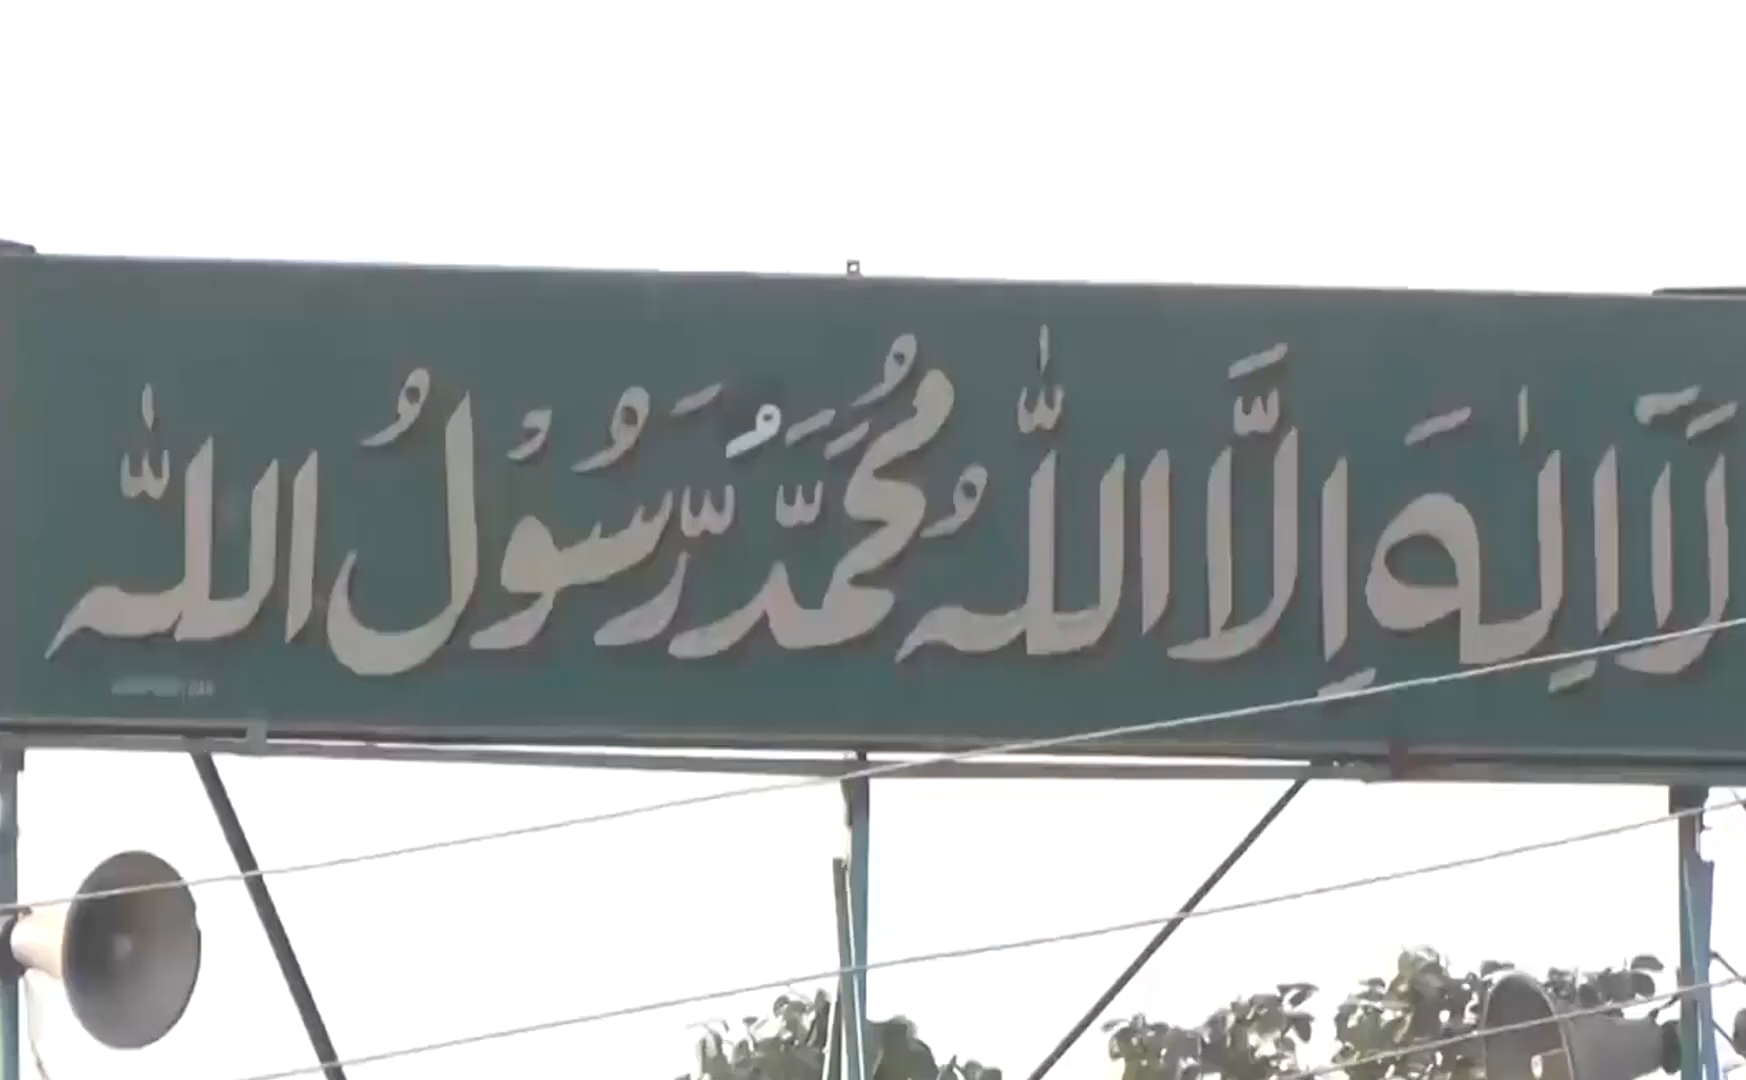 لَآ اِلٰهَ اِلَّا اللّٰهُ مُحَمَّدٌ رَّسُوْلُ اللّٰه